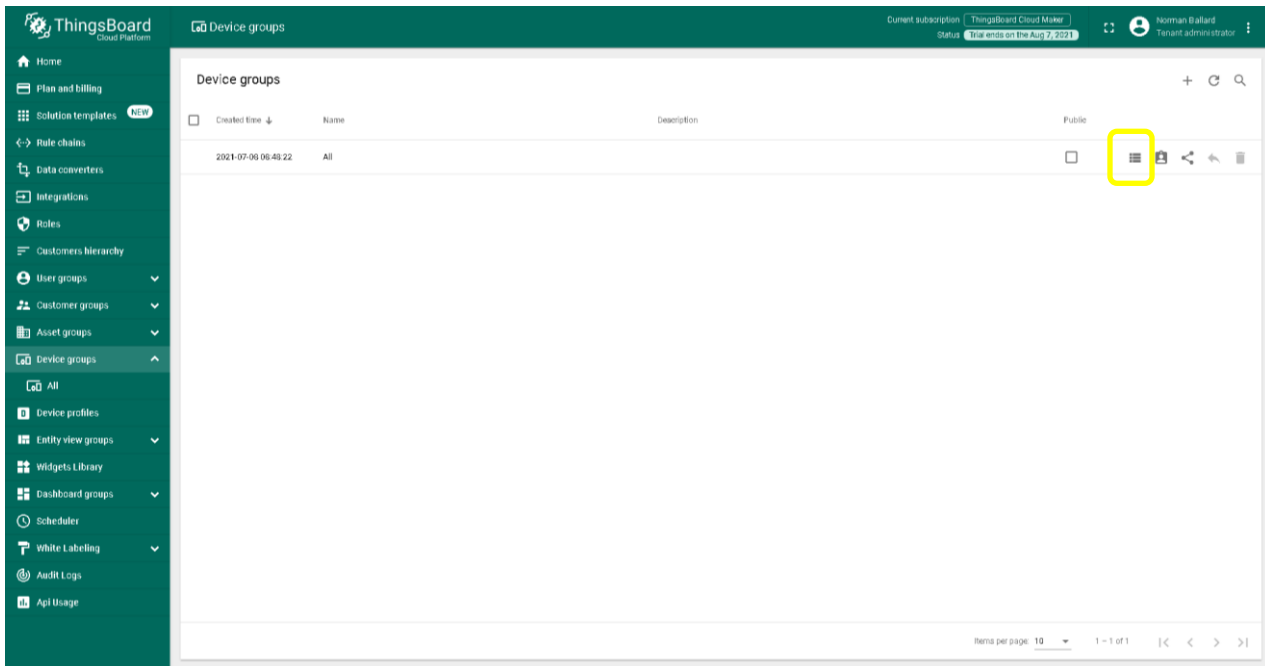 ThingsBoard
Cloud Platform
Device groups
Current subscription ThingsBoard Cloud Maker
Status Trial ends on the Aug 7, 2021
Norman Ballard
Tenant administrator
Home
Plan and billing
Solution templates NEW
Rule chains
Data converters
Integrations
Roles
Customers hierarchy
User groups
Customer groups
Asset groups
Device groups
All
Device profiles
Entity view groups
Widgets Library
Dashboard groups
Scheduler
White Labeling
Audit Logs
Api Usage
Device groups
Created time Name Description Public
2021-07-08 08:48:22 All
Items per page: 10 1 – 1 of 1